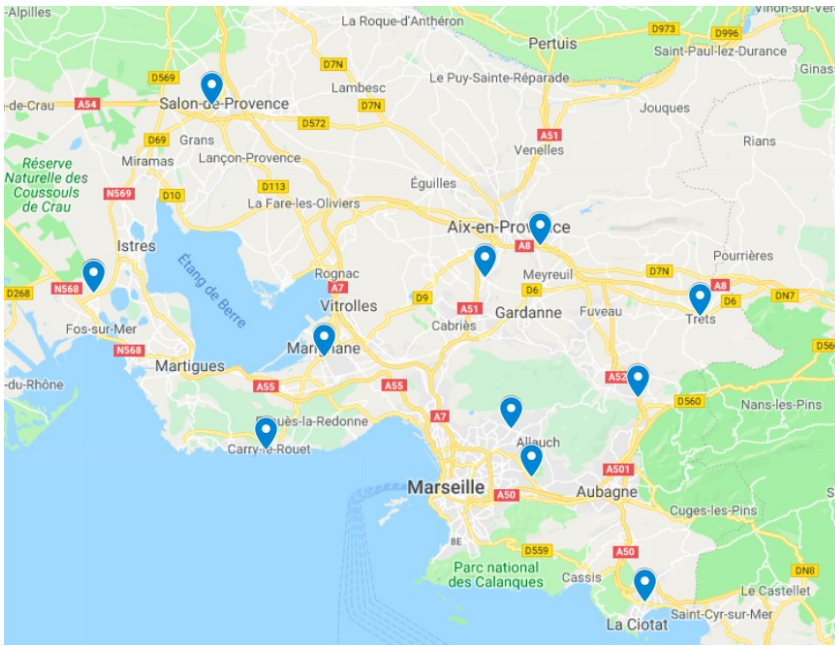 -Alpilles
La Roque-d'Anthéron
Vinon-sur-Ver
D973
D996
Pertuis
Saint-Paul-lez-Durance
D7N
Ginas
D569
Le Puy-Sainte-Réparade
Lambesc
-de-Crau
A54
Salon-de-Provence
D7N
Jouques
D572
A51
D69
Grans
Rians
Venelles
Miramas
Lançon-Provence
Réserve
Naturelle des
Coussouls
de Crau
N569
D10
D113
Éguilles
La Fare-les-Oliviers
Aix-en-Provence
Istres
A8
Pourrières
Étang de Berre
Rognac
Meyreuil
D7N
N568
A7
A8
D268
D9
D6
D6
DN7
Vitrolles
A51
Gardanne
Fuveau
Trets
Fos-sur-Mer
Cabriès
N568
Marignane
Martigues
A52
-du-Rhône
A55
A55
D560
Nans-les-Pins
A7
Carry-le-Rouet
Allauch
A501
Marseille
A50
Aubagne
Cuges-les-Pins
8E
D559
A50
Parc national
des Calanques
Cassis
DN8
Le Castellet
La Ciotat
Saint-Cyr-sur-Mer